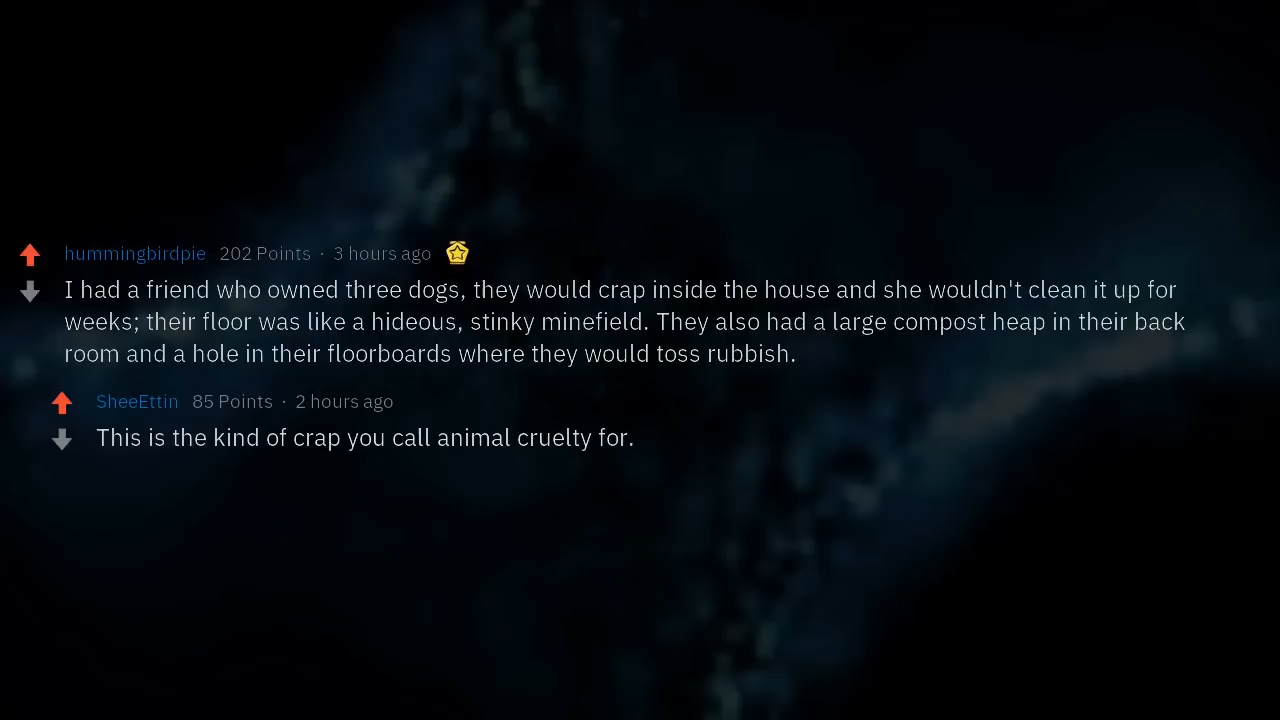 hummingbirdpie 202 Points · 3 hours ago
I had a friend who owned three dogs, they would crap inside the house and she wouldn't clean it up for
weeks; their floor was like a hideous, stinky minefield. They also had a large compost heap in their back
room and a hole in their floorboards where they would toss rubbish.
SheeEttin 85 Points · 2 hours ago
This is the kind of crap you call animal cruelty for.